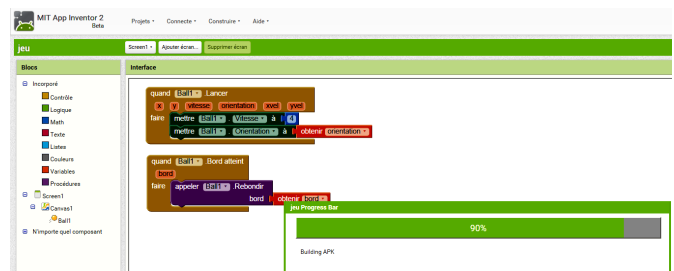 MIT App Inventor 2
Beta
Projets Connecte Construire Aide
jeu
Screen1 Ajouter écran... Supprimer écran
Blocs
Interface
Incorporé
Contrôle
Logique
Math
Texte
Listes
Couleurs
Variables
Procédures
Screen1
Canvas1
Ball1
N'importe quel composant
quand Ball1 .Lancer
x y vitesse orientation xvel yvel
faire mettre Ball1 . Vitesse à 4
mettre Ball1 . Orientation à obtenir orientation
quand Ball1 .Bord atteint
bord
faire appeler Ball1 .Rebondir
bord obtenir bord
jeu Progress Bar
90%
Building APK